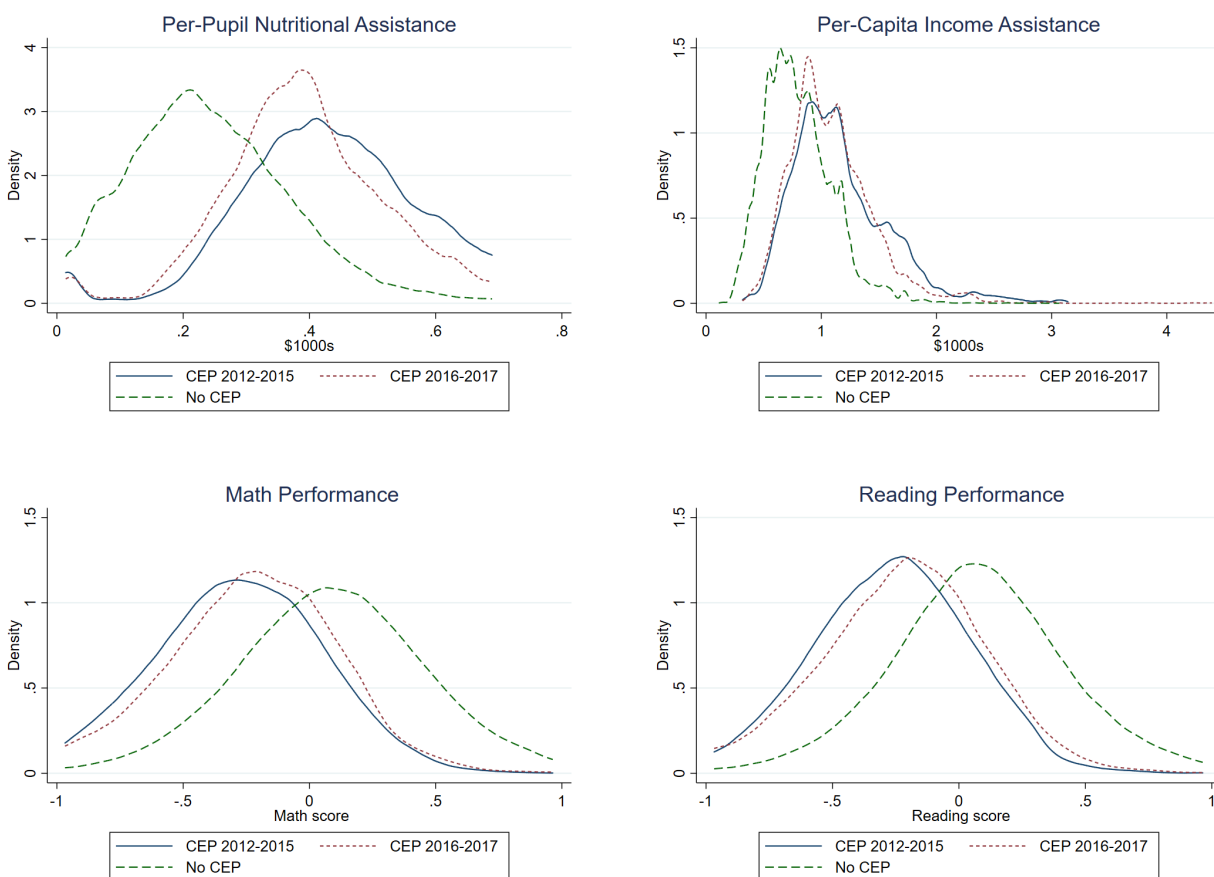 Per-Pupil Nutritional Assistance
Density
0
1
2
3
4
0
.2
.4
.6
.8
$1000s
CEP 2012-2015
CEP 2016-2017
No CEP
Per-Capita Income Assistance
Density
0
.5
1
1.5
0
1
2
3
4
$1000s
CEP 2012-2015
CEP 2016-2017
No CEP
Math Performance
Density
0
.5
1
1.5
-1
-.5
0
.5
1
Math score
CEP 2012-2015
CEP 2016-2017
No CEP
Reading Performance
Density
0
.5
1
1.5
-1
-.5
0
.5
1
Reading score
CEP 2012-2015
CEP 2016-2017
No CEP